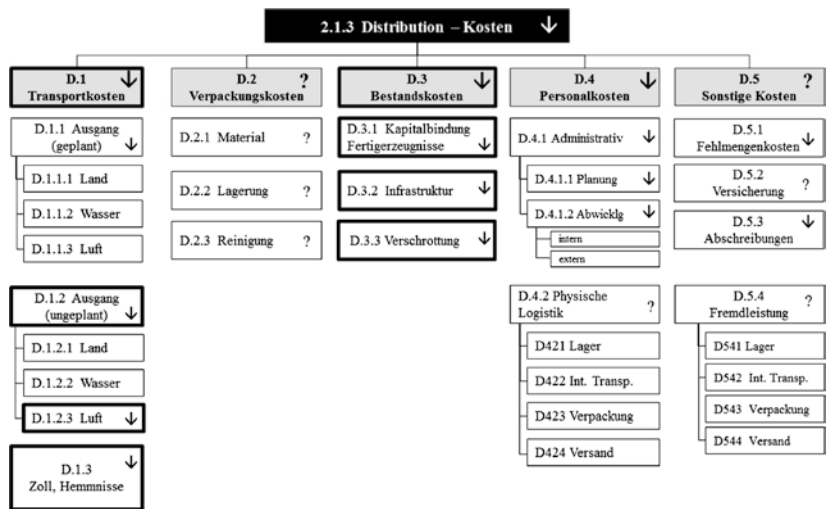 2.1.3 Distribution – Kosten ↓
D.1 ↓
Transportkosten
D.1.1 Ausgang
(geplant) ↓
D.1.1.1 Land
D.1.1.2 Wasser
D.1.1.3 Luft
D.1.2 Ausgang
(ungeplant) ↓
D.1.2.1 Land
D.1.2.2 Wasser
D.1.2.3 Luft ↓
D.1.3 ↓
Zoll, Hemmnisse
D.2 ?
Verpackungskosten
D.2.1 Material ?
D.2.2 Lagerung ?
D.2.3 Reinigung ?
D.3 ↓
Bestandskosten
D.3.1 Kapitalbindung
Fertigerzeugnisse ↓
D.3.2 Infrastruktur ↓
D.3.3 Verschrottung ↓
D.4 ↓
Personalkosten
D.4.1 Administrativ ↓
D.4.1.1 Planung ↓
D.4.1.2 Abwicklg ↓
intern
extern
D.4.2 Physische
Logistik ?
D421 Lager
D422 Int. Transp.
D423 Verpackung
D424 Versand
D.5 ?
Sonstige Kosten
D.5.1
Fehlmengenkosten ↓
D.5.2
Versicherung ?
D.5.3 ↓
Abschreibungen
D.5.4 ?
Fremdleistung
D541 Lager
D542 Int. Transp.
D543 Verpackung
D544 Versand